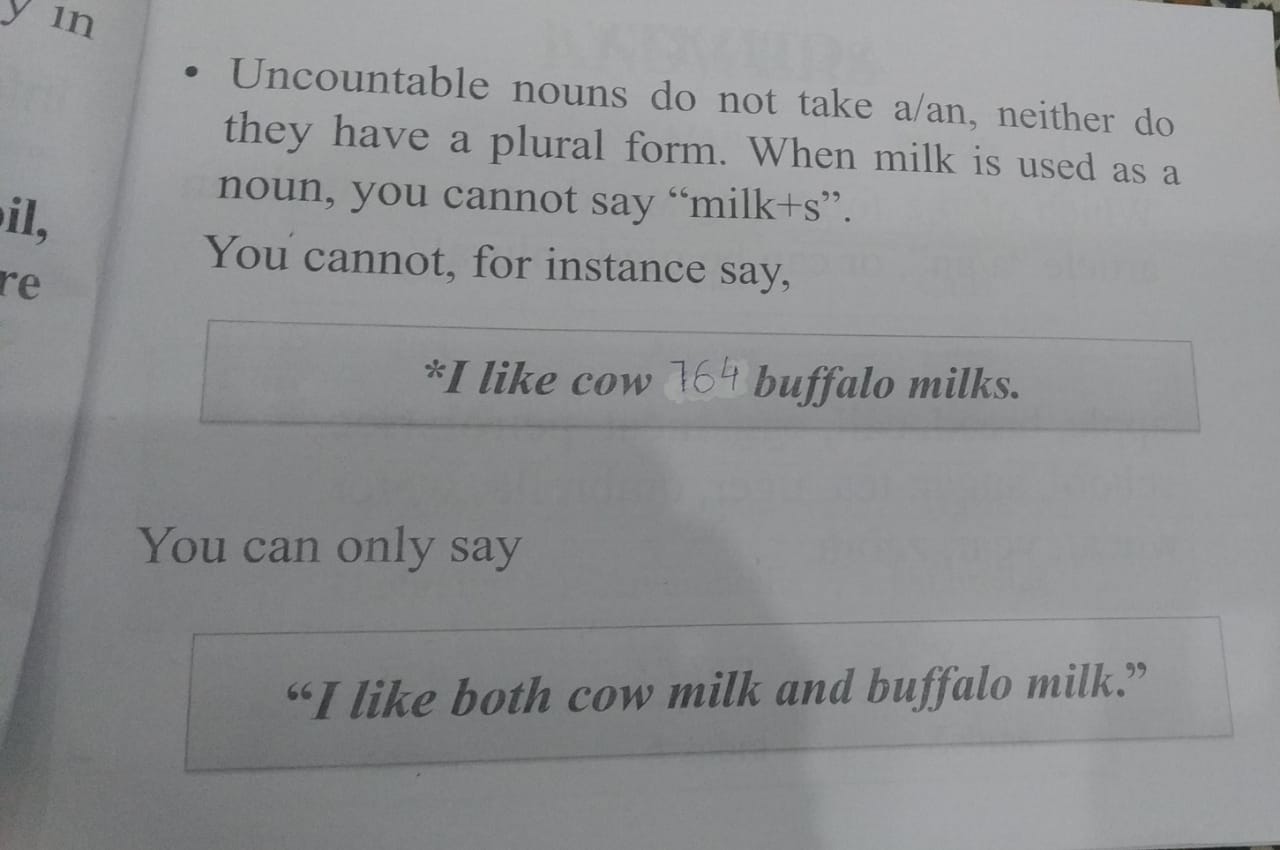 y in
il,
re
• Uncountable nouns do not take a/an, neither do
they have a plural form. When milk is used as a
noun, you cannot say “milk+s”.
You cannot, for instance say,
*I like cow 764 buffalo milks.
You can only say
“I like both cow milk and buffalo milk.”